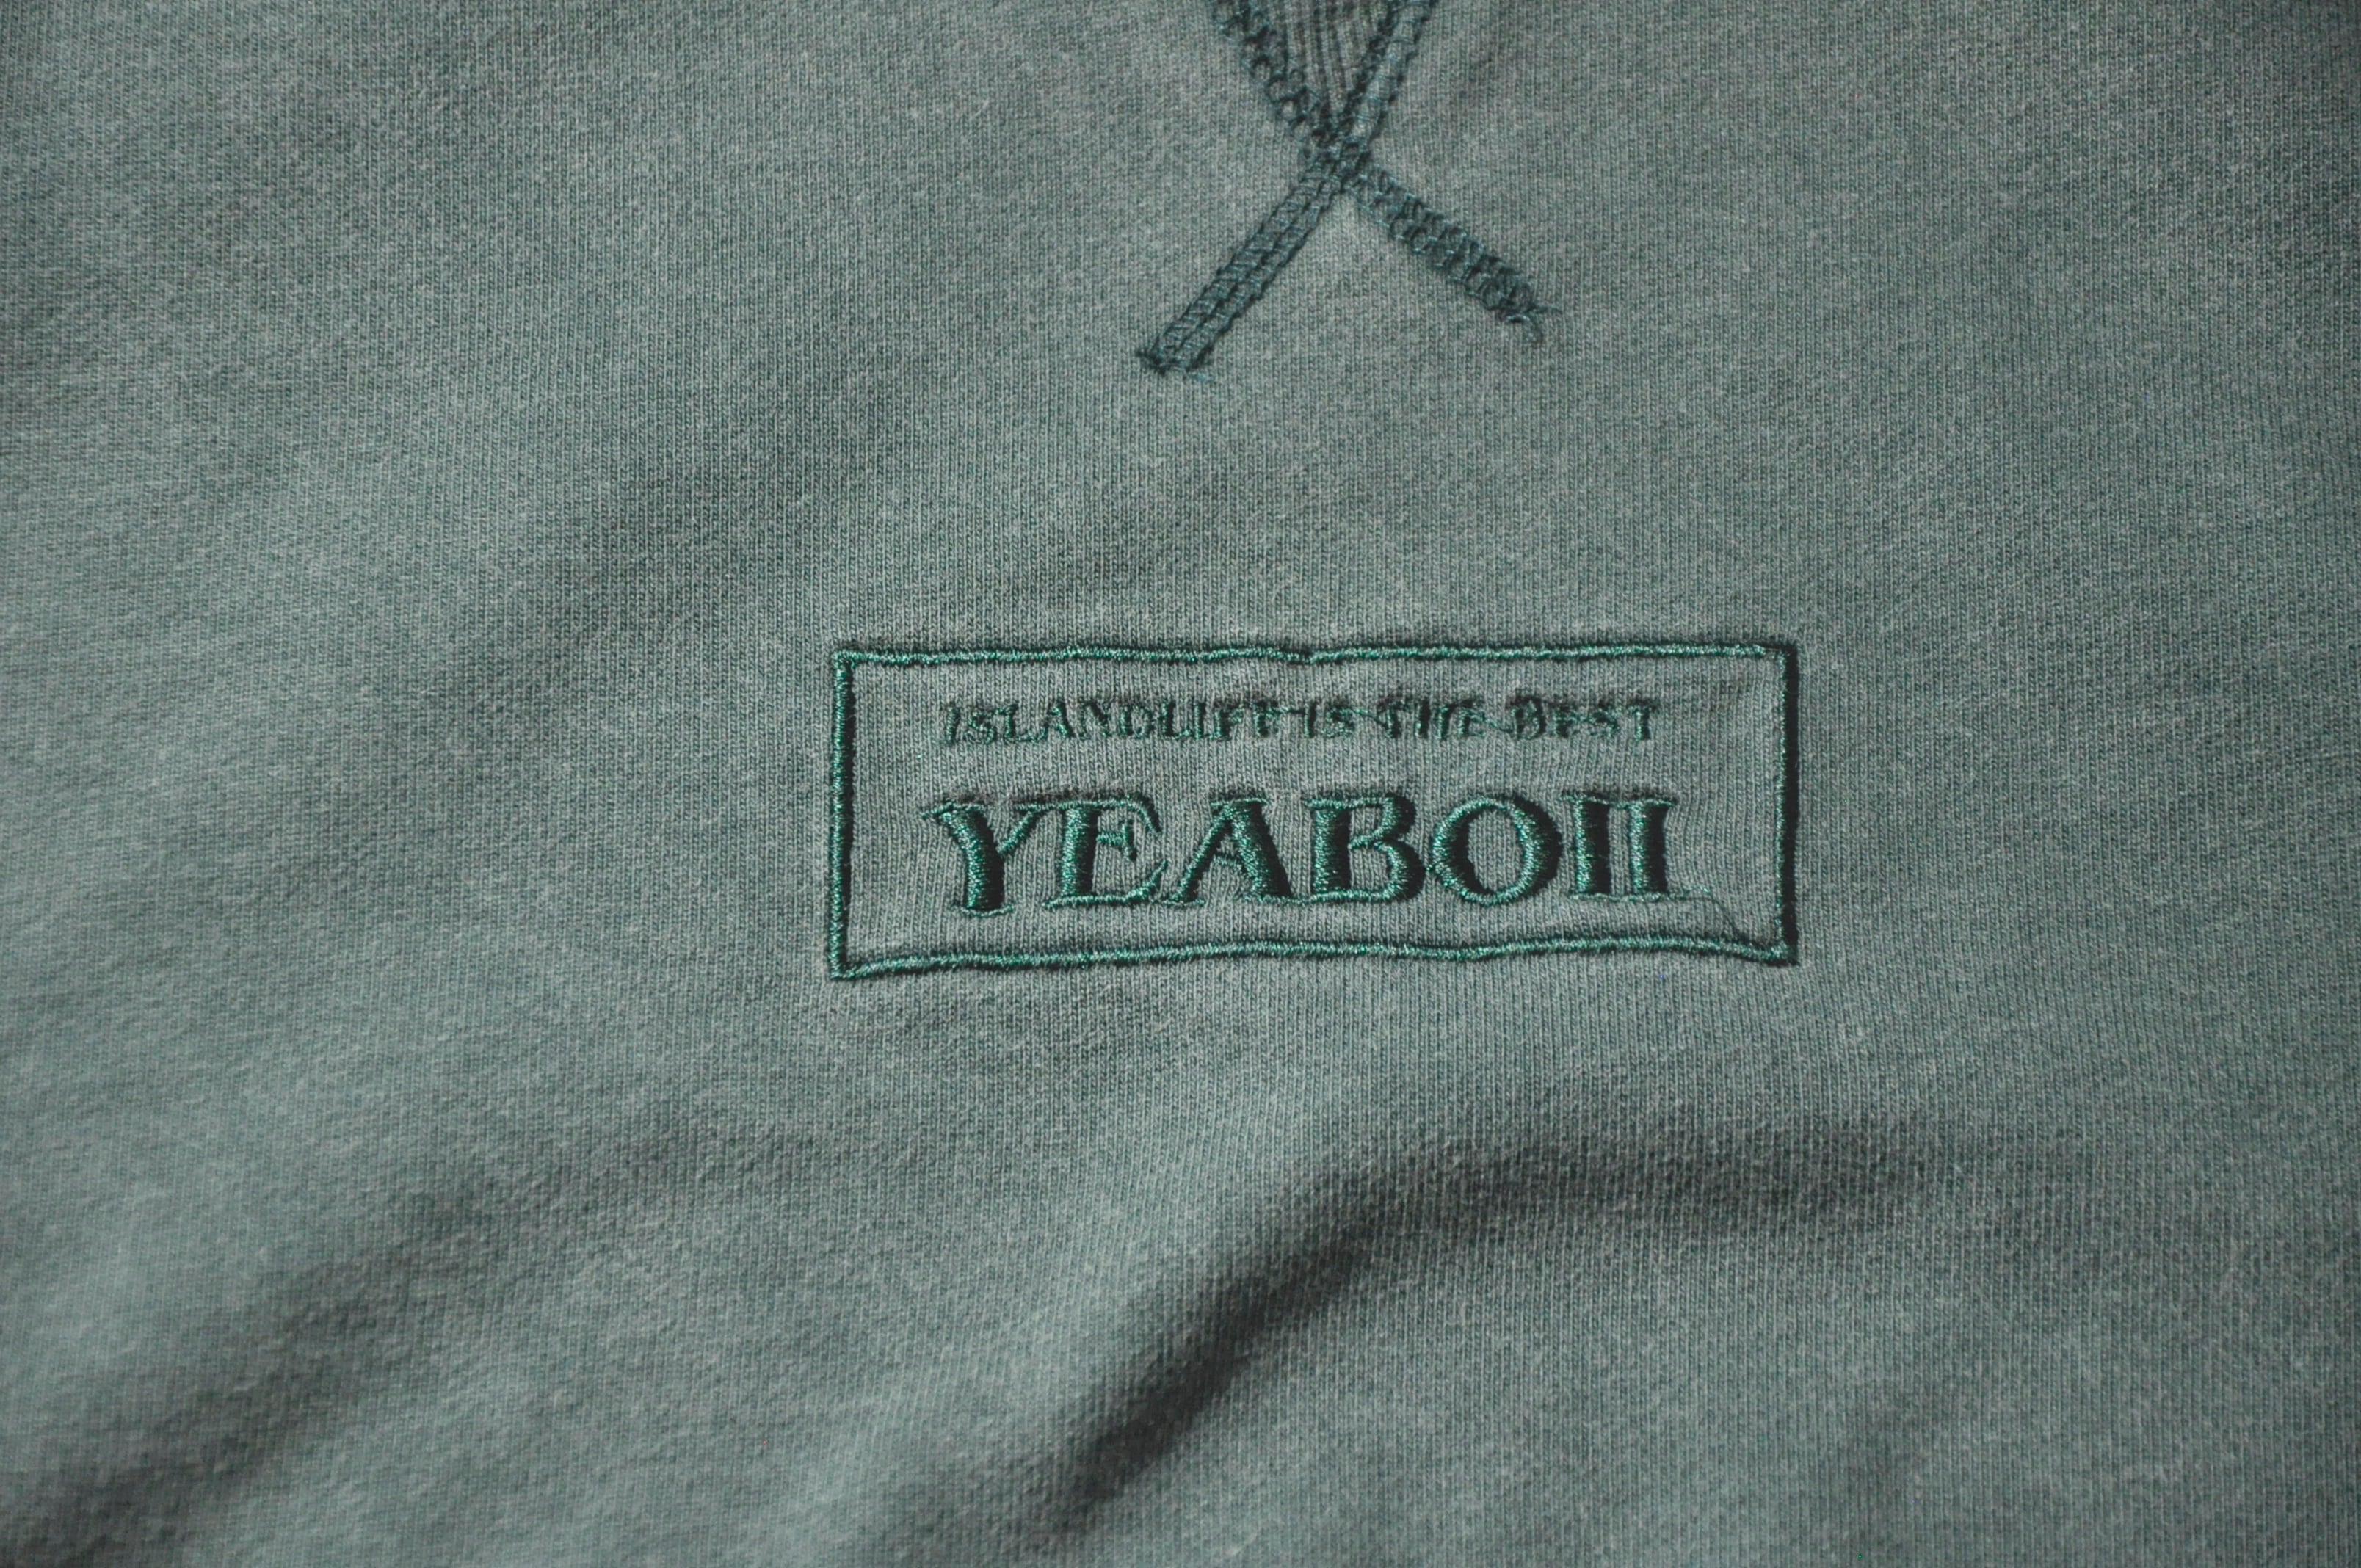 ISLANDLIFE IS THE BEST
YEABOII